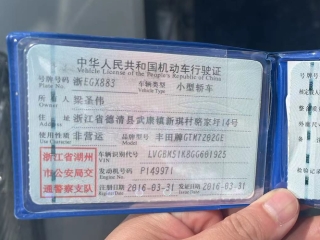 中华人民共和国机动车行驶证
Vehicle License of the People's Republic of China
号牌号码 浙EGX883 车辆类型 小型轿车
Plate No. Vehicle Type
所有人 梁圣伟
Owner
住址 浙江省德清县武康镇新琪村鲍家圩14号
Address
使用性质 非营运 品牌型号 丰田牌GTM7202GE
Use Character Model
浙江省湖州
市公安局交
通警察支队
车辆识别代号 LVGBM51K8GG601925
VIN
发动机号码 P149971
Engine No.
注册日期 2016-03-31 发证日期 2016-03-31
Register Date Issue Date